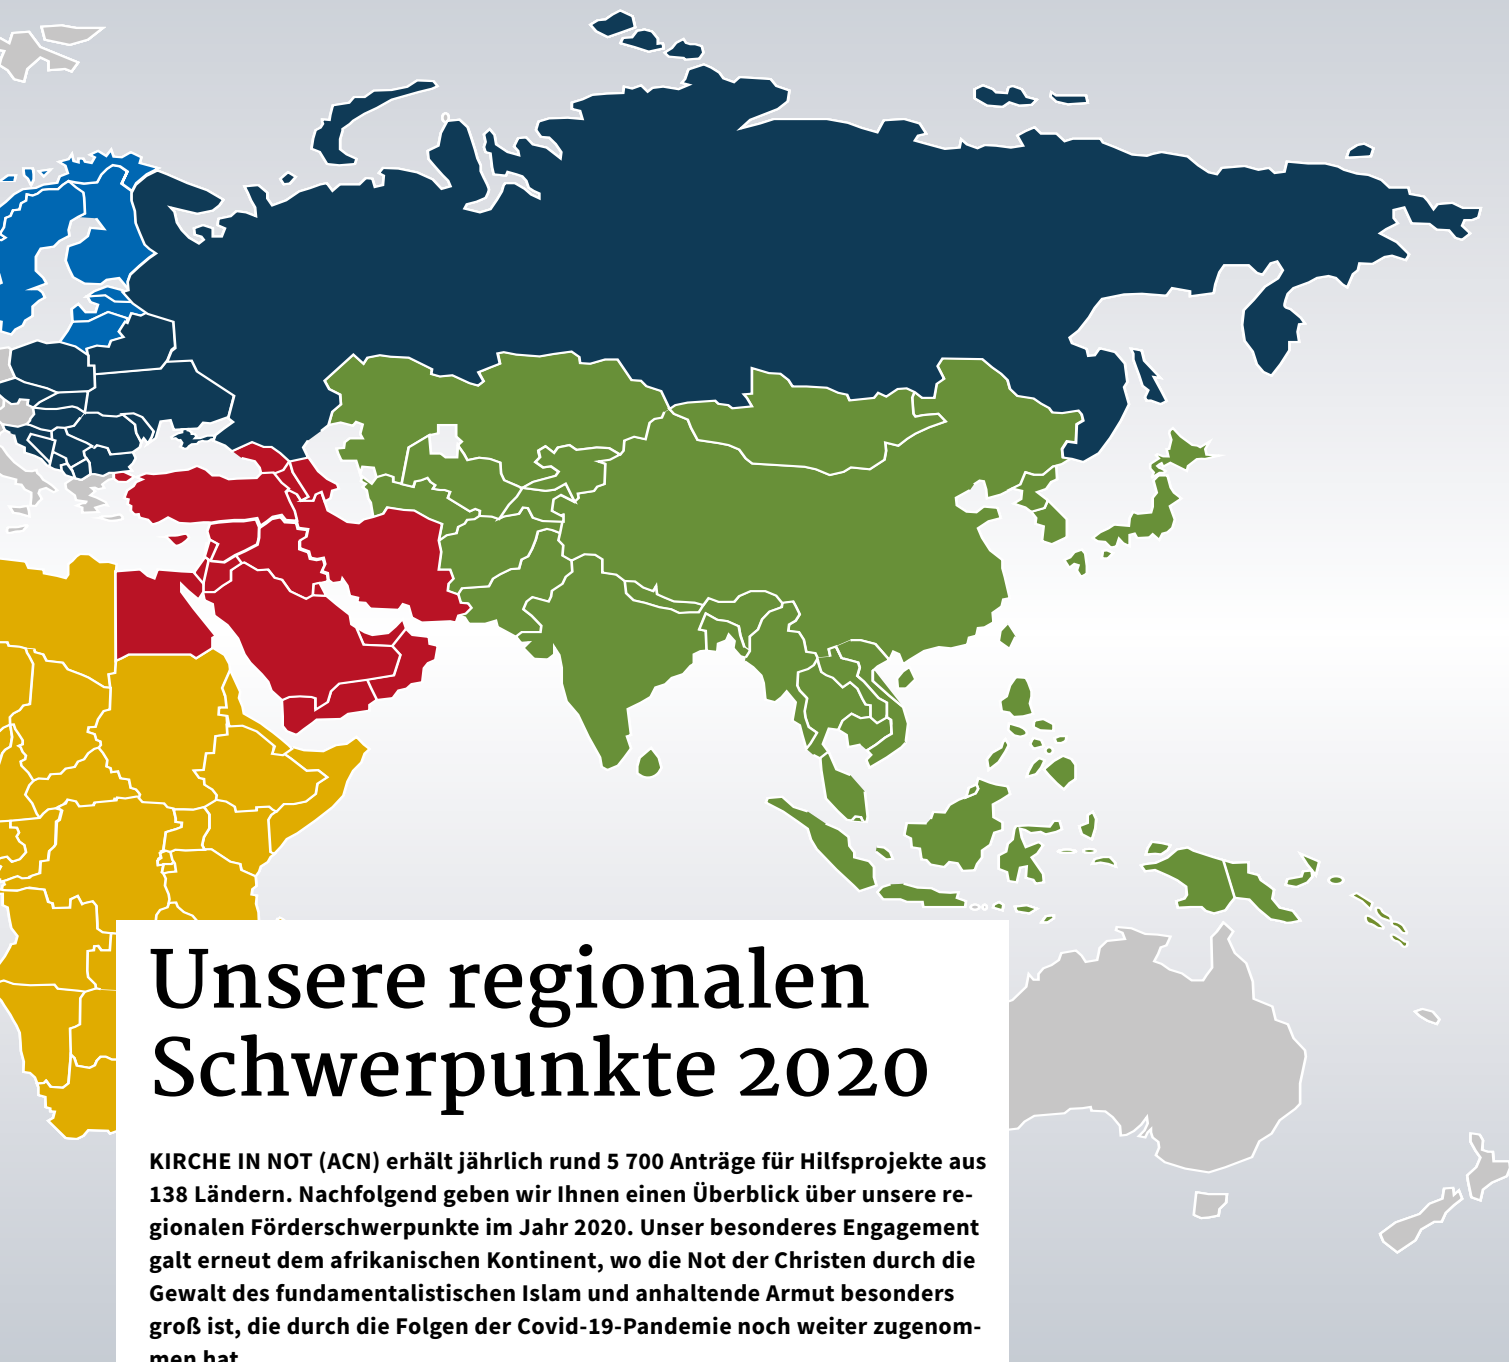 Unsere regionalen
Schwerpunkte 2020
KIRCHE IN NOT (ACN) erhält jährlich rund 5 700 Anträge für Hilfsprojekte aus
138 Ländern. Nachfolgend geben wir Ihnen einen Überblick über unsere re-
gionalen Förderschwerpunkte im Jahr 2020. Unser besonderes Engagement
galt erneut dem afrikanischen Kontinent, wo die Not der Christen durch die
Gewalt des fundamentalistischen Islam und anhaltende Armut besonders
groß ist, die durch die Folgen der Covid-19-Pandemie noch weiter zugenom-
men hat